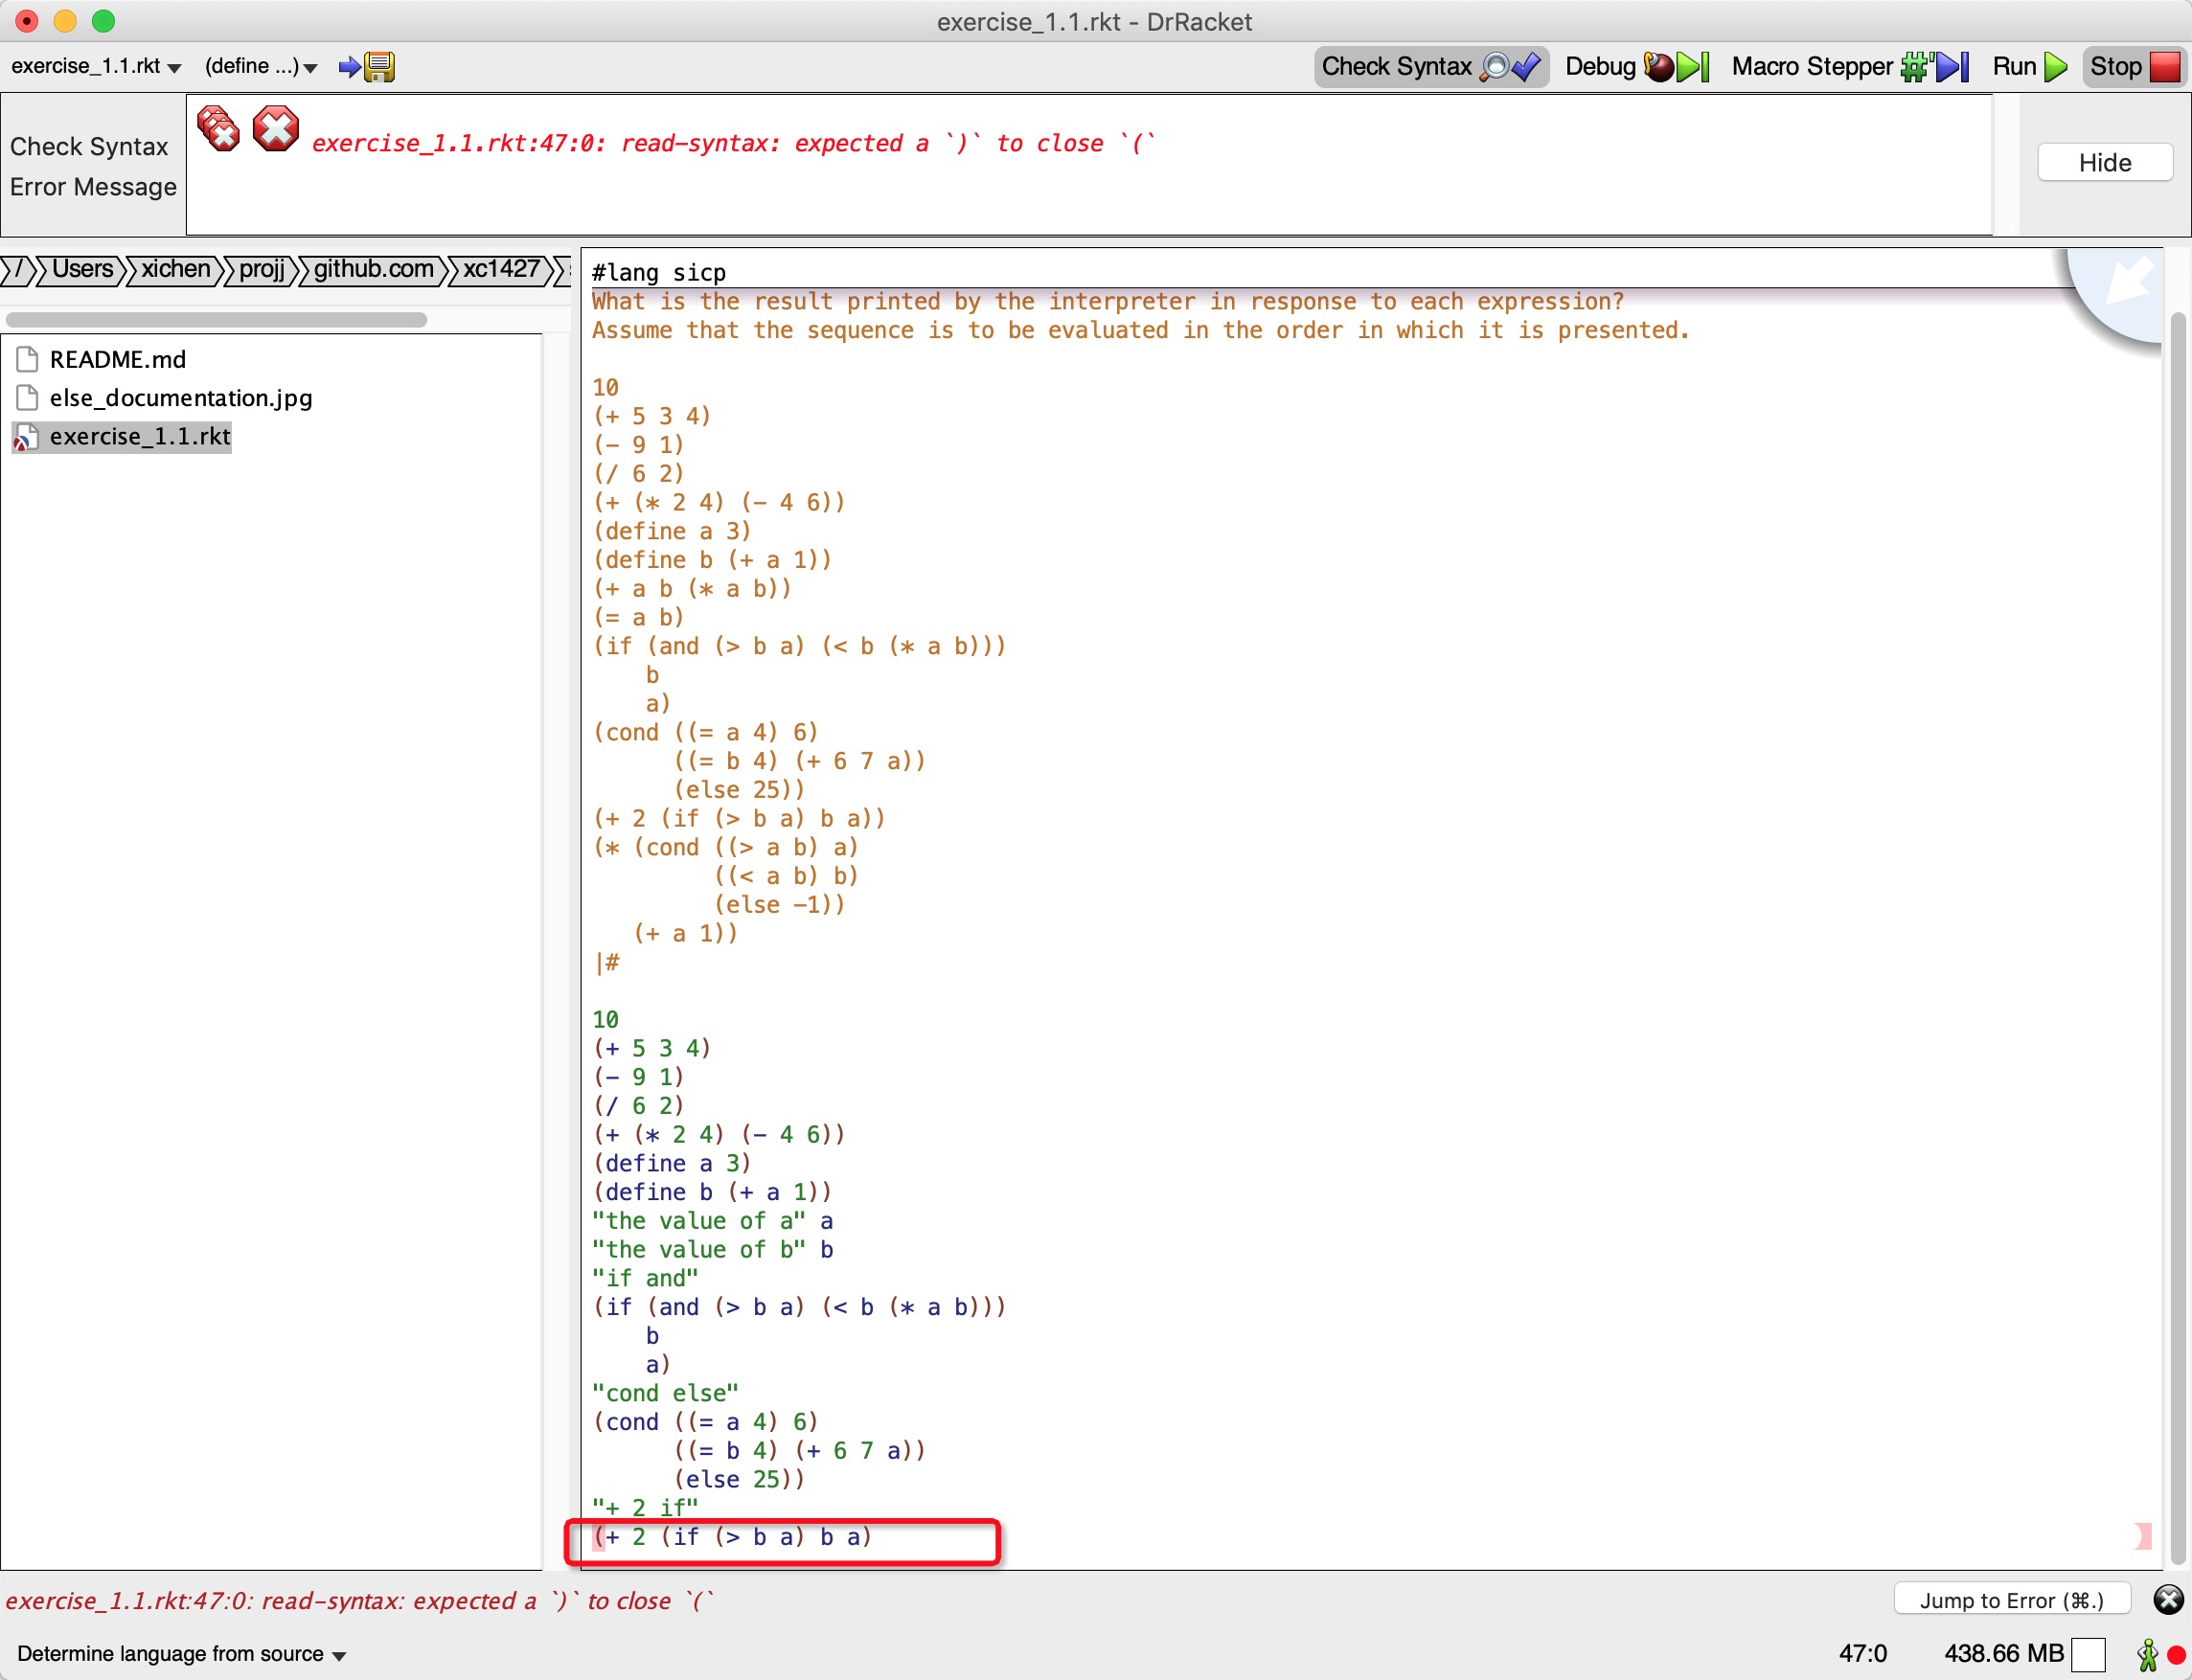 exercise_1.1.rkt - DrRacket
exercise_1.1.rkt (define ...) Check Syntax Debug Macro Stepper #' Run Stop
Check Syntax
Error Message
exercise_1.1.rkt:47:0: read-syntax: expected a `)` to close `(`
Hide
/ Users xichen projj github.com xc1427
README.md
else_documentation.jpg
exercise_1.1.rkt
#lang sicp
What is the result printed by the interpreter in response to each expression?
Assume that the sequence is to be evaluated in the order in which it is presented.
10
(+ 5 3 4)
(- 9 1)
(/ 6 2)
(+ (* 2 4) (- 4 6))
(define a 3)
(define b (+ a 1))
(+ a b (* a b))
(= a b)
(if (and (> b a) (< b (* a b)))
    b
    a)
(cond ((= a 4) 6)
      ((= b 4) (+ 6 7 a))
      (else 25))
(+ 2 (if (> b a) b a))
(* (cond ((> a b) a)
         ((< a b) b)
         (else -1))
   (+ a 1))
|#
10
(+ 5 3 4)
(- 9 1)
(/ 6 2)
(+ (* 2 4) (- 4 6))
(define a 3)
(define b (+ a 1))
"the value of a" a
"the value of b" b
"if and"
(if (and (> b a) (< b (* a b)))
    b
    a)
"cond else"
(cond ((= a 4) 6)
      ((= b 4) (+ 6 7 a))
      (else 25))
"+ 2 if"
(+ 2 (if (> b a) b a)
exercise_1.1.rkt:47:0: read-syntax: expected a `)` to close `(`
Jump to Error (⌘.)
Determine language from source
47:0 438.66 MB